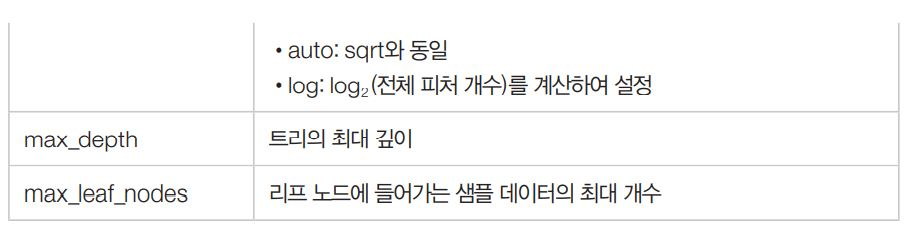 • auto: sqrt와 동일
• log: log₂(전체 피처 개수)를 계산하여 설정
max_depth 트리의 최대 깊이
max_leaf_nodes 리프 노드에 들어가는 샘플 데이터의 최대 개수